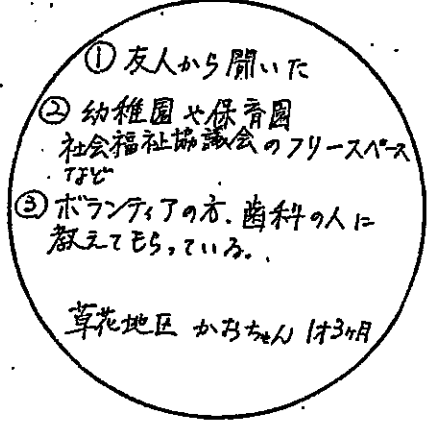 ① 友人から聞いた
② 幼稚園や保育園
社会福祉協議会のフリースペース
など
③ ボランティアの方、歯科の人に
教えてもらっている。
草花地区 かおちゃん 1才3ヶ月